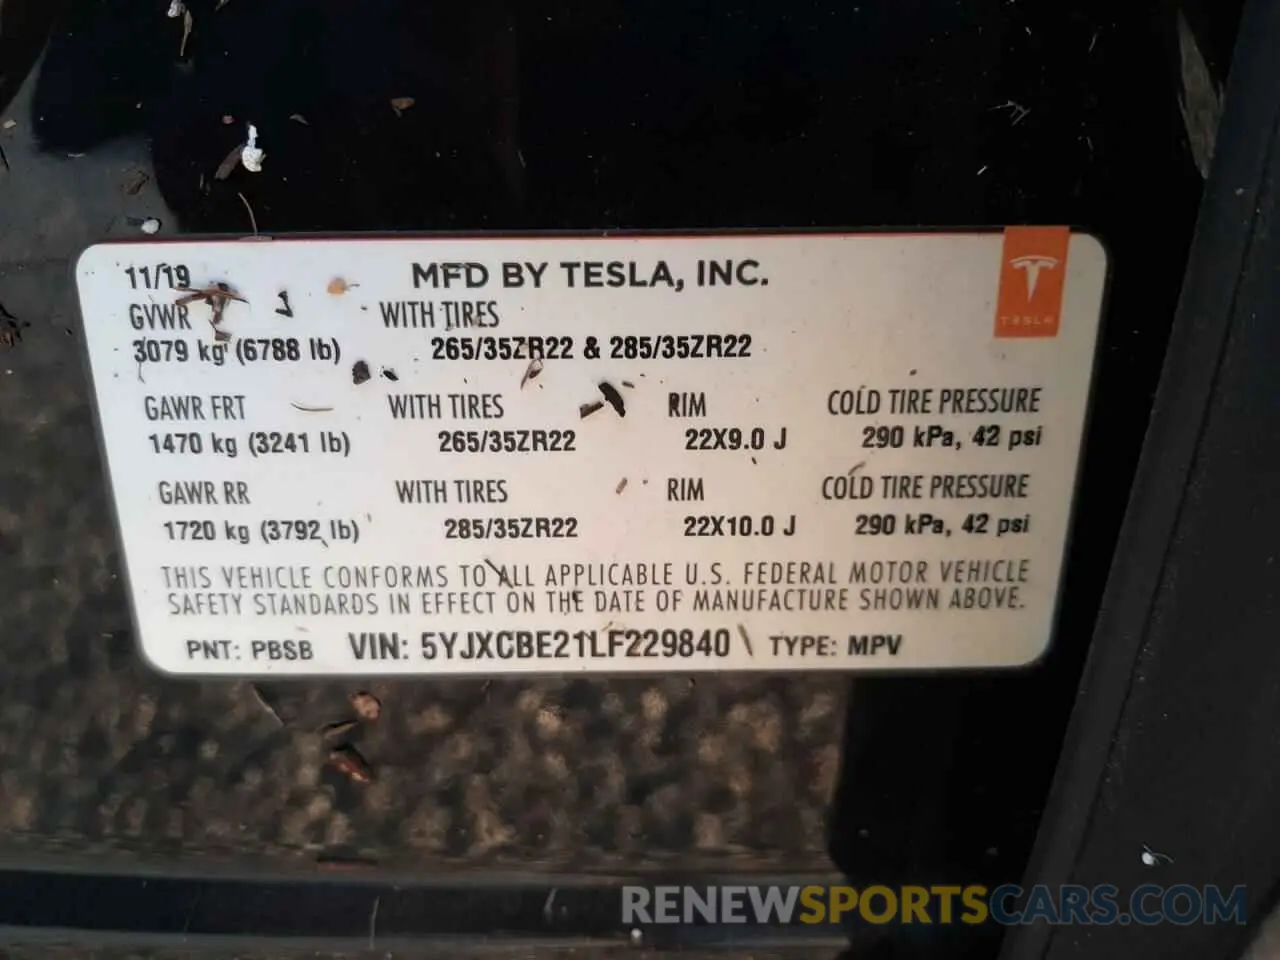 11/19 MFD BY TESLA, INC.
TESLA
GVWR WITH TIRES
3079 kg (6788 lb) 265/35ZR22 & 285/35ZR22
GAWR FRT WITH TIRES RIM COLD TIRE PRESSURE
1470 kg (3241 lb) 265/35ZR22 22X9.0 J 290 kPa, 42 psi
GAWR RR WITH TIRES RIM COLD TIRE PRESSURE
1720 kg (3792 lb) 285/35ZR22 22X10.0 J 290 kPa, 42 psi
THIS VEHICLE CONFORMS TO ALL APPLICABLE U.S. FEDERAL MOTOR VEHICLE
SAFETY STANDARDS IN EFFECT ON THE DATE OF MANUFACTURE SHOWN ABOVE.
PNT: PBSB VIN: 5YJXCBE21LF229840 TYPE: MPV
RENEWSPORTSCARS.COM